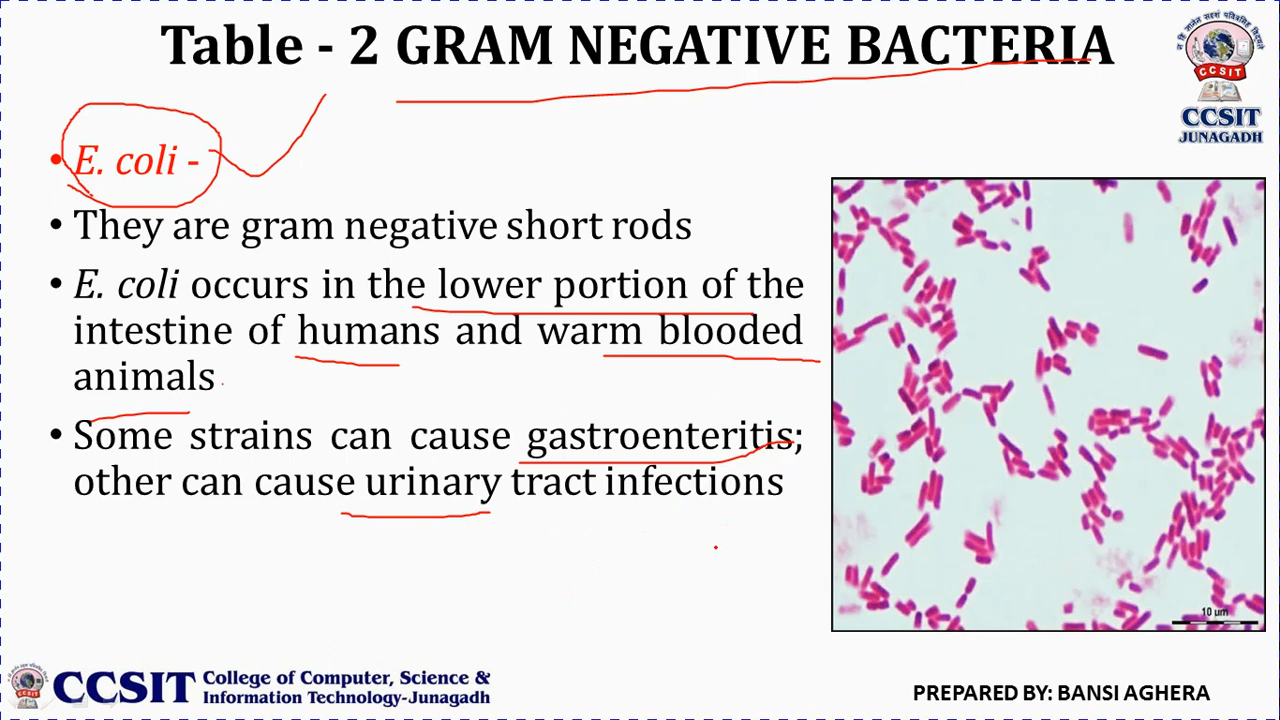 Table - 2 GRAM NEGATIVE BACTERIA
CCSIT
CCSIT
JUNAGADH
• E. coli -
• They are gram negative short rods
• E. coli occurs in the lower portion of the
intestine of humans and warm blooded
animals
• Some strains can cause gastroenteritis;
other can cause urinary tract infections
10 µm
CCSIT College of Computer, Science &
Information Technology-Junagadh
PREPARED BY: BANSI AGHERA